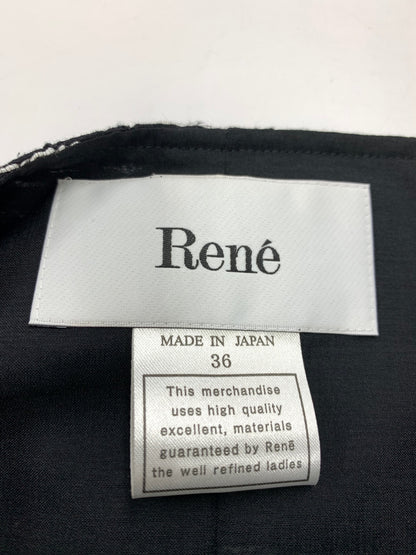 René
MADE IN JAPAN
36
This merchandise
uses high quality
excellent, materials
guaranteed by Renē
the well refined ladies